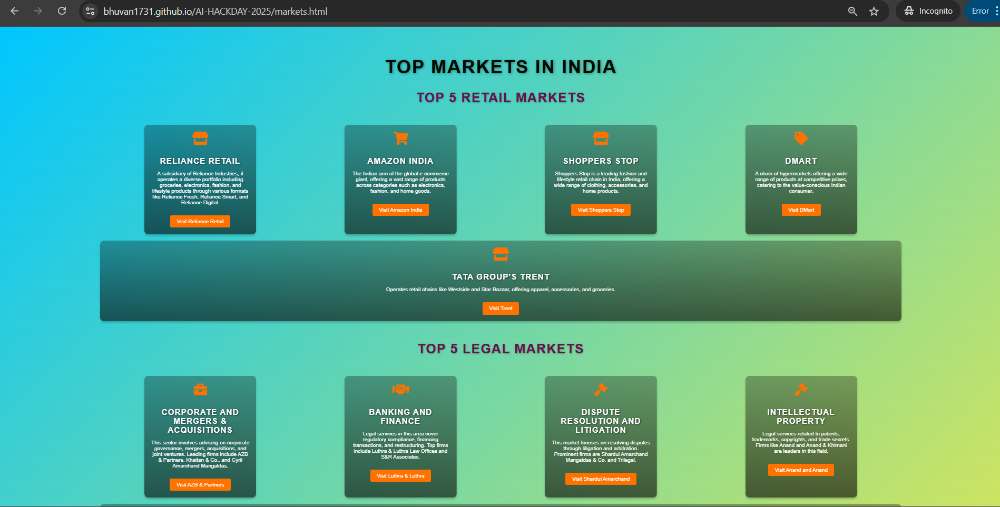 bhuvan1731.github.io/AI-HACKDAY-2025/markets.html
Incognito
Error
TOP MARKETS IN INDIA
TOP 5 RETAIL MARKETS
RELIANCE RETAIL
A subsidiary of Reliance Industries, it
operates a diverse portfolio including
groceries, electronics, fashion, and
lifestyle products through various formats
like Reliance Fresh, Reliance Smart, and
Reliance Digital.
Visit Reliance Retail
AMAZON INDIA
The Indian arm of the global e-commerce
giant, offering a vast range of products
across categories such as electronics,
fashion, and home goods.
Visit Amazon India
SHOPPERS STOP
Shoppers Stop is a leading fashion and
lifestyle retail chain in India, offering a
wide range of clothing, accessories, and
home products.
Visit Shoppers Stop
DMART
A chain of hypermarkets offering a wide
range of products at competitive prices,
catering to the value-conscious Indian
consumer.
Visit DMart
TATA GROUP'S TRENT
Operates retail chains like Westside and Star Bazaar, offering apparel, accessories, and groceries.
Visit Trent
TOP 5 LEGAL MARKETS
CORPORATE AND
MERGERS &
ACQUISITIONS
This sector involves advising on corporate
governance, mergers, acquisitions, and
joint ventures. Leading firms include AZB
& Partners, Khaitan & Co., and Cyril
Amarchand Mangaldas.
Visit AZB & Partners
BANKING AND
FINANCE
Legal services in this area cover
regulatory compliance, financing
transactions, and restructuring. Top firms
include Luthra & Luthra Law Offices and
S&R Associates.
Visit Luthra & Luthra
DISPUTE
RESOLUTION AND
LITIGATION
This market focuses on resolving disputes
through litigation and arbitration.
Prominent firms are Shardul Amarchand
Mangaldas & Co. and Trilegal.
Visit Shardul Amarchand
INTELLECTUAL
PROPERTY
Legal services related to patents,
trademarks, copyrights, and trade secrets.
Firms like Anand and Anand & Khimani
are leaders in this field.
Visit Anand and Anand